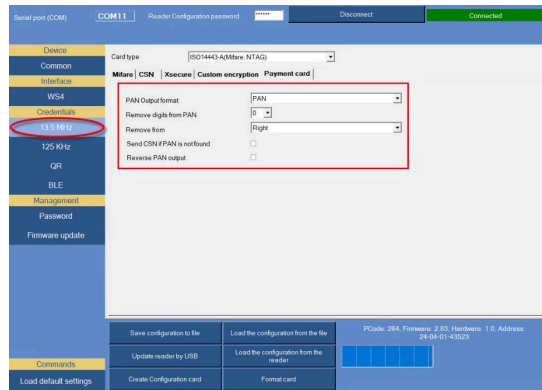 Serial port (COM) COM11 Reader Configuration password ****** Disconnect Connected
Device
Common
Interface
WS4
Credentials
13.5 MHz
125 KHz
QR
BLE
Management
Password
Firmware update
Commands
Load default settings
Card type ISO14443-A(Mifare, NTAG)
Mifare CSN Xsecure Custom encryption Payment card
PAN Output format PAN
Remove digits from PAN 0
Remove from Right
Send CSN if PAN is not found
Reverse PAN output
Save configuration to file Load the configuration from the file
Update reader by USB Load the configuration from the
reader
Create Configuration card Format card
PCode: 264, Firmware: 2.83, Hardware: 1.0, Address:
24-04-01-43523